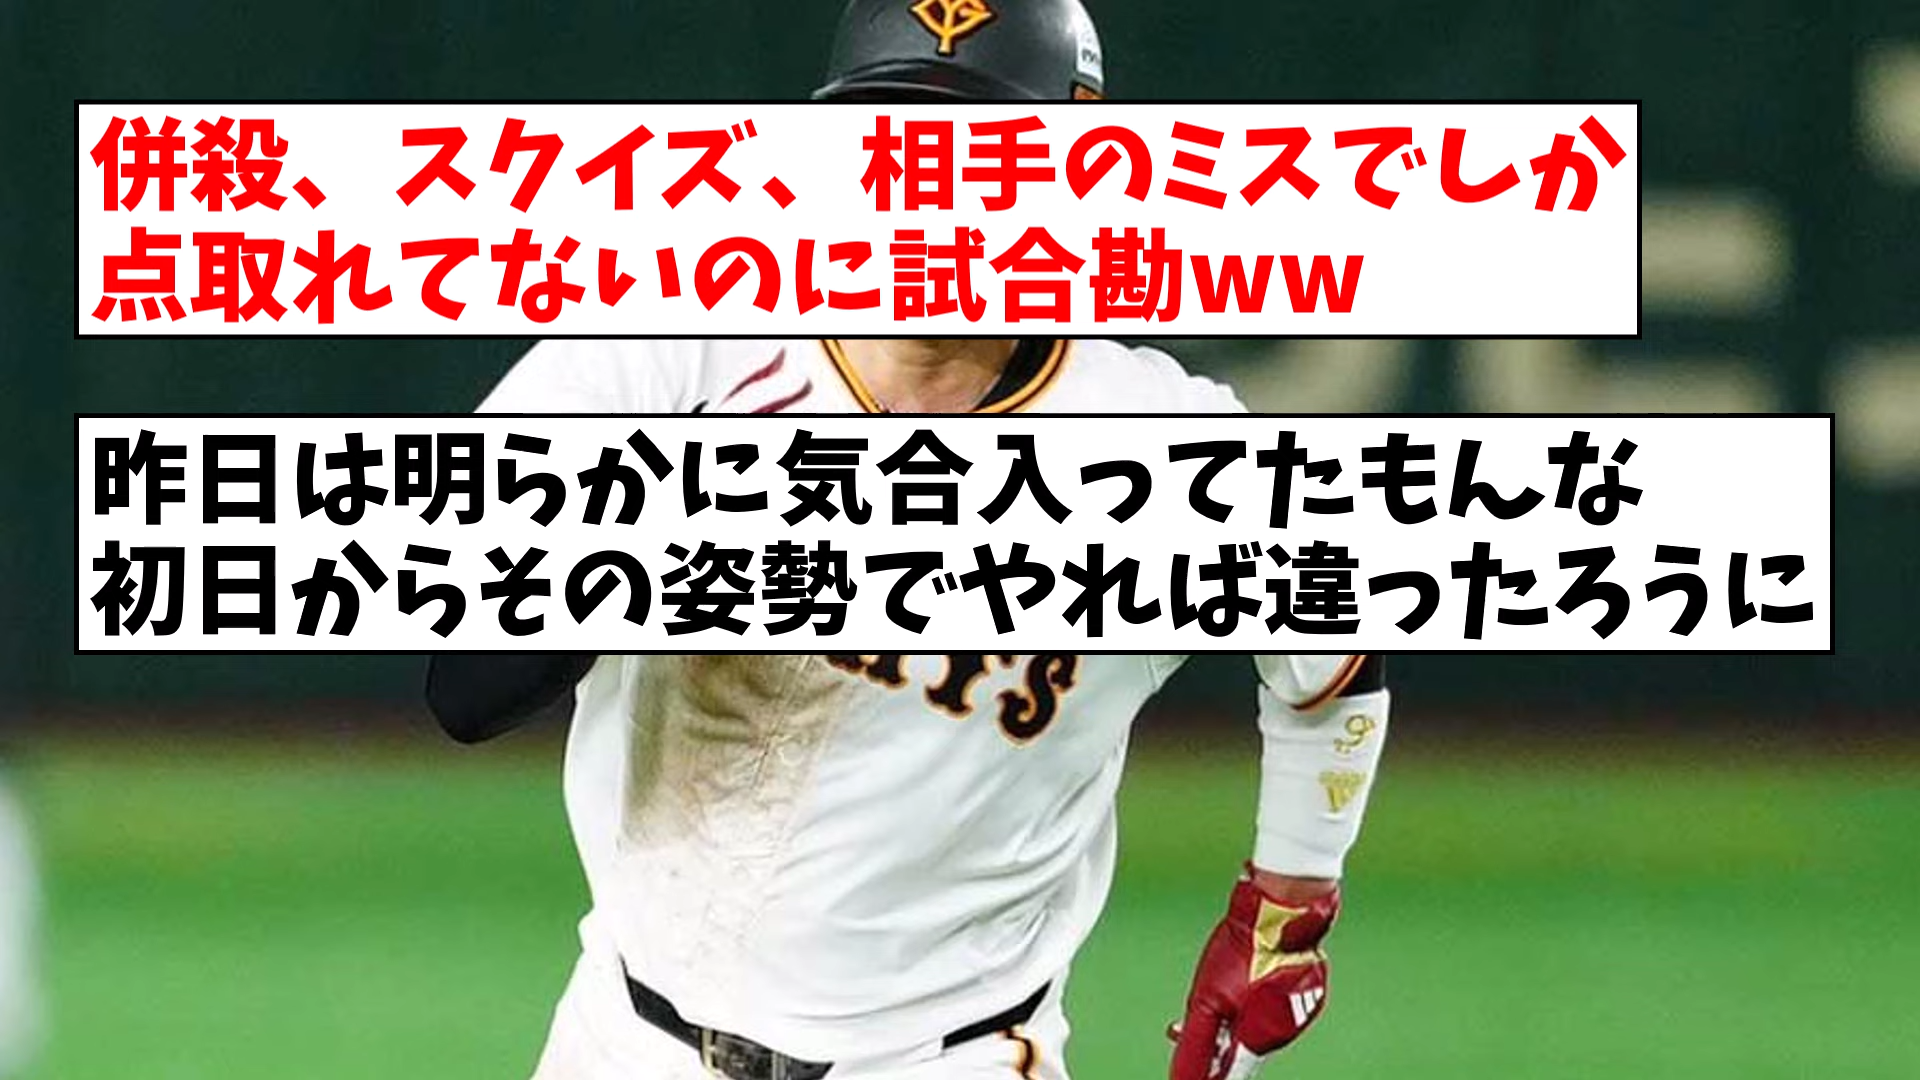 併殺、スクイズ、相手のミスでしか
点取れてないのに試合勘ww
昨日は明らかに気合入ってたもんな
初日からその姿勢でやれば違ったろうに
9